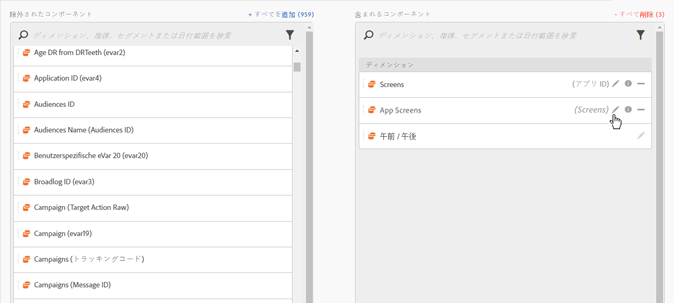 除外されたコンポーネント
+ すべてを追加 (959)
ディメンション、指標、セグメントまたは日付範囲を検索
Age DR from DRTeeth (evar2)
Application ID (evar4)
Audiences ID
Audiences Name (Audiences ID)
Benutzerspezifische eVar 20 (evar20)
Broadlog ID (evar3)
Campaign (Target Action Raw)
Campaign (evar19)
Campaigns (トラッキングコード)
Campaigns (Message ID)
含まれるコンポーネント
- すべて削除 (3)
ディメンション、指標、セグメントまたは日付範囲を検索
ディメンション
Screens (アプリ ID)
App Screens (Screens)
午前 / 午後